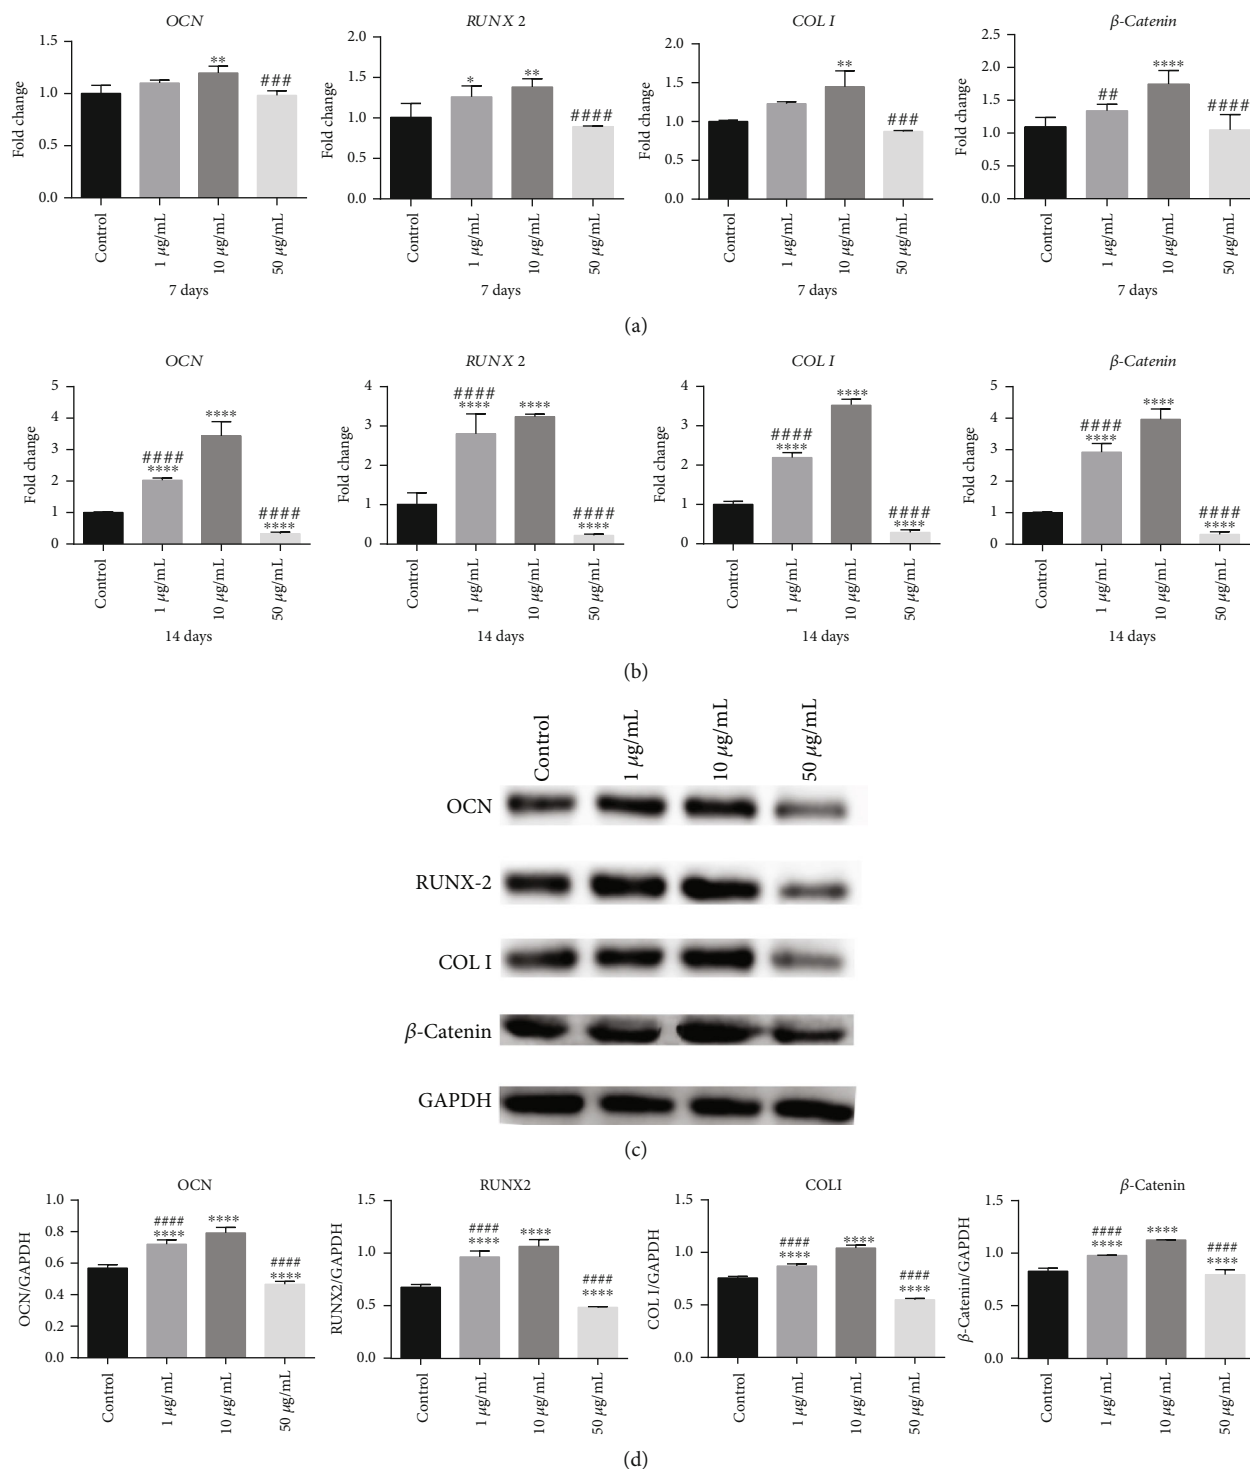 OCN RUNX 2 COL I β-Catenin
1.5 2.0 2.0 2.5
1.0 1.5 1.5 2.0
0.5 1.0 1.0 1.5
0.0 0.5 0.5 1.0
0.0 0.0 0.5
0.0
Fold change Fold change Fold change Fold change
** ### * ** #### ** ### ## **** ####
Control 1 μg/mL 10 μg/mL 50 μg/mL Control 1 μg/mL 10 μg/mL 50 μg/mL Control 1 μg/mL 10 μg/mL 50 μg/mL Control 1 μg/mL 10 μg/mL 50 μg/mL
7 days 7 days 7 days 7 days
(a)
OCN RUNX 2 COL I β-Catenin
5 4 4 5
4 3 3 4
3 2 2 3
2 1 1 2
1 0 0 1
0 0
Fold change Fold change Fold change Fold change
#### **** #### #### ####
**** **** **** ****
#### **** #### **** #### **** #### ****
**** **** **** ****
Control 1 μg/mL 10 μg/mL 50 μg/mL Control 1 μg/mL 10 μg/mL 50 μg/mL Control 1 μg/mL 10 μg/mL 50 μg/mL Control 1 μg/mL 10 μg/mL 50 μg/mL
14 days 14 days 14 days 14 days
(b)
Control 1 μg/mL 10 μg/mL 50 μg/mL
OCN
RUNX-2
COL I
β-Catenin
GAPDH
(c)
OCN RUNX2 COLI β-Catenin
1.0 1.5 1.5 1.5
0.8 1.0 1.0 1.0
0.6 0.5 0.5 0.5
0.4 0.0 0.0 0.0
0.2
0.0
OCN/GAPDH RUNX2/GAPDH COL I/GAPDH β-Catenin/GAPDH
#### **** #### **** #### **** #### ****
**** #### **** #### **** #### **** ####
**** **** **** ****
Control 1 μg/mL 10 μg/mL 50 μg/mL Control 1 μg/mL 10 μg/mL 50 μg/mL Control 1 μg/mL 10 μg/mL 50 μg/mL Control 1 μg/mL 10 μg/mL 50 μg/mL
(d)